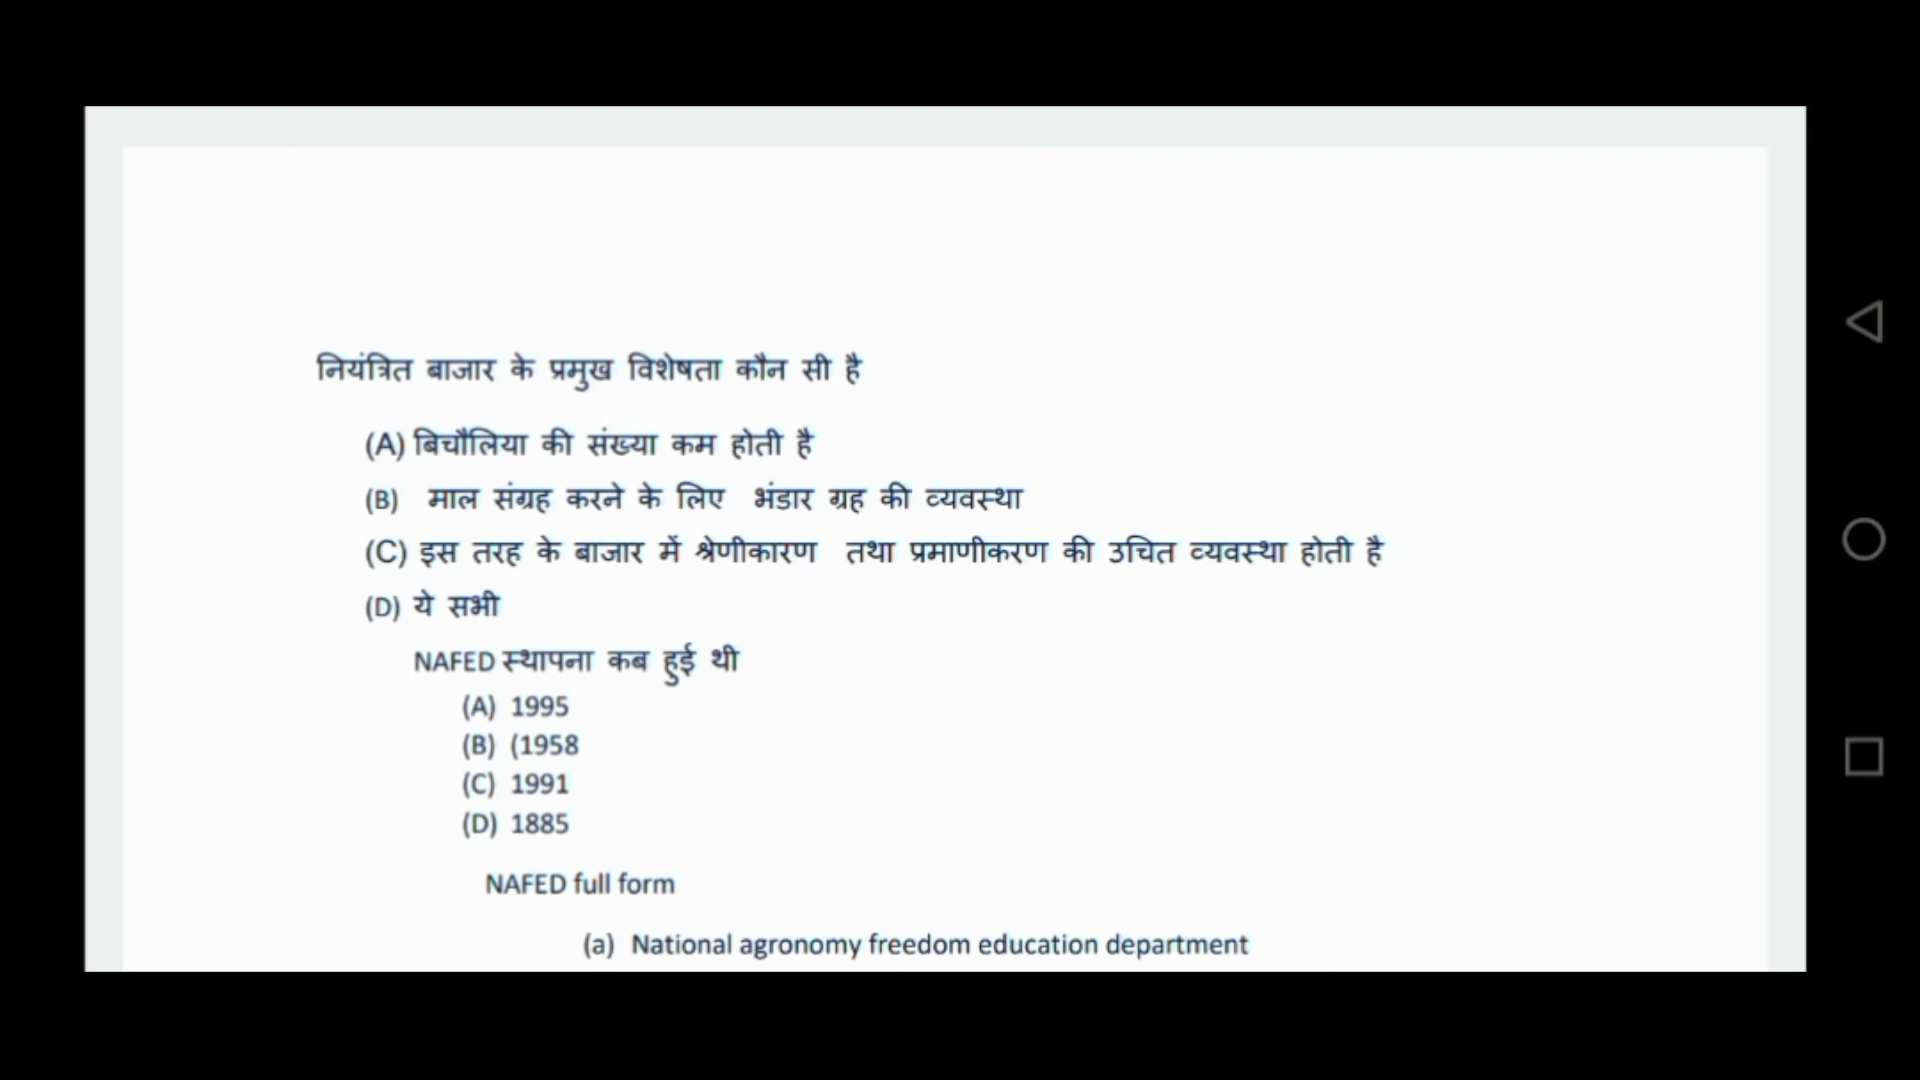 नियंत्रित बाजार के प्रमुख विशेषता कौन सी है
(A) बिचौलिया की संख्या कम होती है
(B) माल संग्रह करने के लिए भंडार ग्रह की व्यवस्था
(C) इस तरह के बाजार में श्रेणीकारण तथा प्रमाणीकरण की उचित व्यवस्था होती है
(D) ये सभी
NAFED स्थापना कब हुई थी
(A) 1995
(B) (1958
(C) 1991
(D) 1885
NAFED full form
(a) National agronomy freedom education department